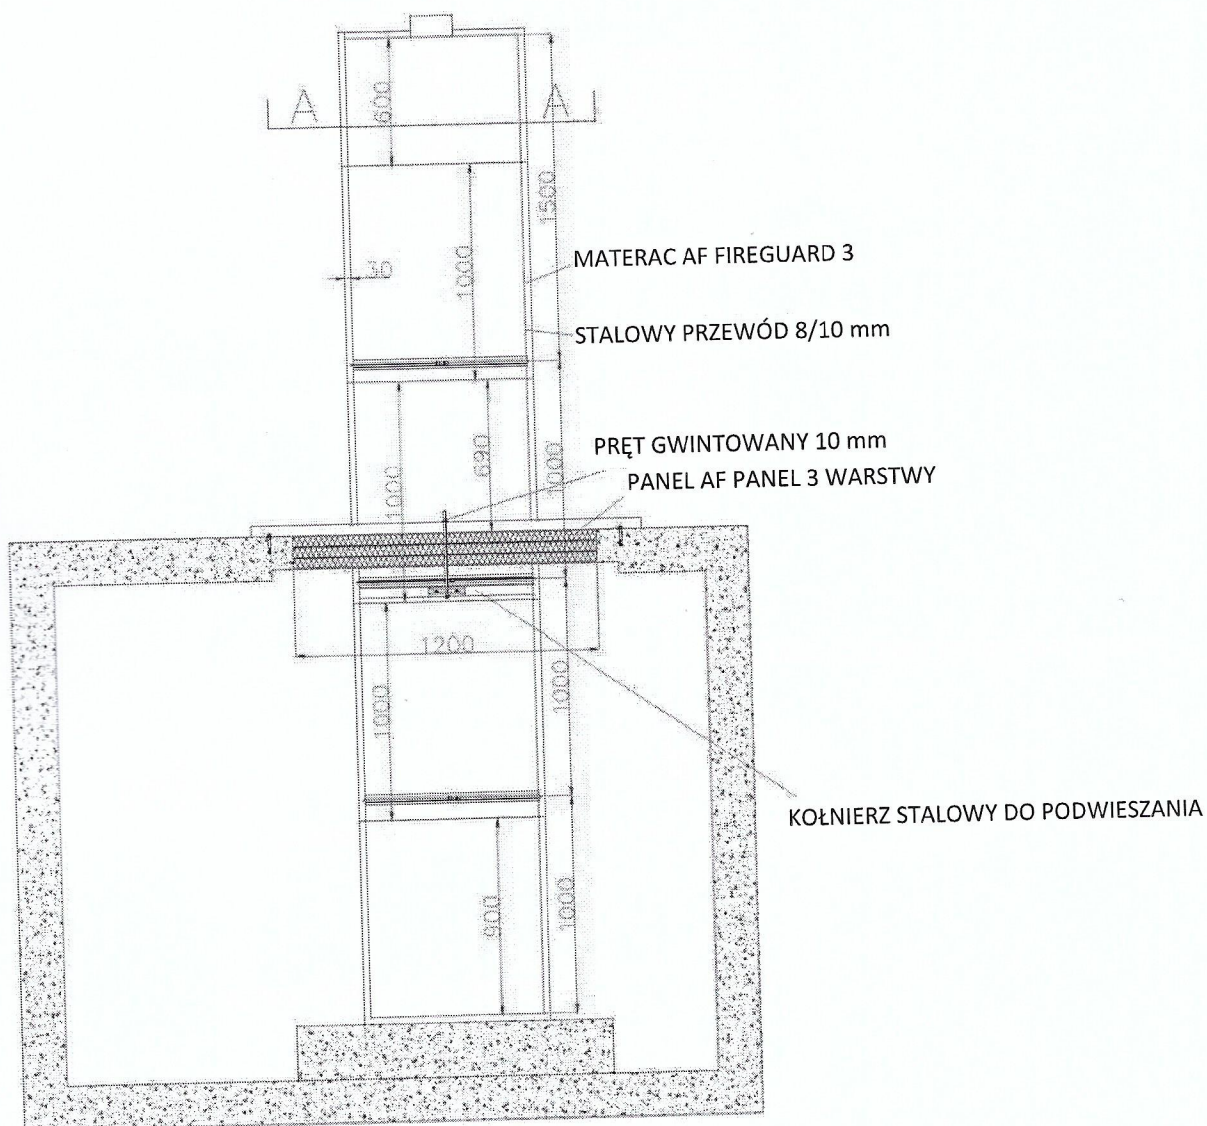 A
A
600
1500
30
1000
MATERAC AF FIREGUARD 3
STALOWY PRZEWÓD 8/10 mm
PRĘT GWINTOWANY 10 mm
1000
690
1000
PANEL AF PANEL 3 WARSTWY
1200
1000
1000
KOŁNIERZ STALOWY DO PODWIESZANIA
900
1000